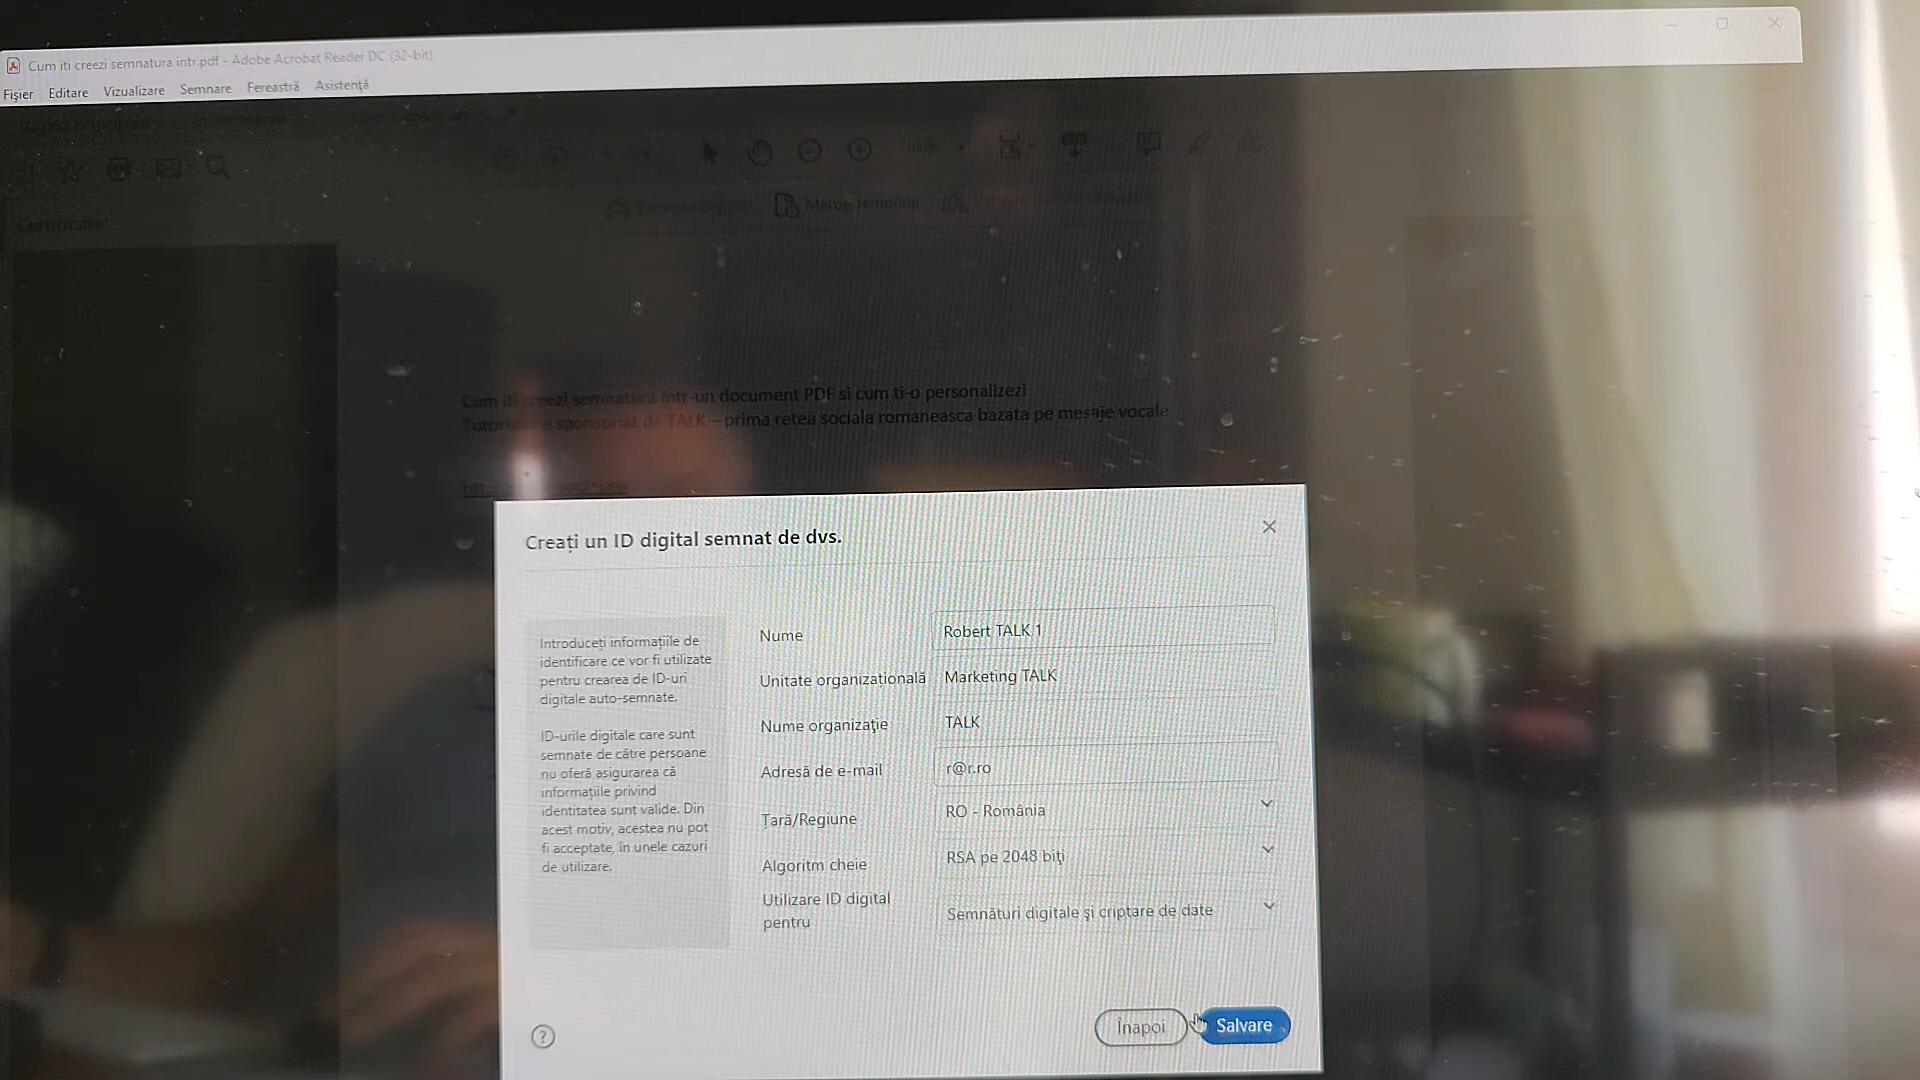 Cum iti creezi semnatura intr.pdf - Adobe Acrobat Reader DC (32-bit)
Fișier Editare Vizualizare Semnare Fereastră Asistență
Marcaj temporal
Certificate
Cum iti creezi semnatura intr-un document PDF si cum ti-o personalizezi
sponsorizat de TALK – prima retea sociala romaneasca bazata pe mesaje vocale
Creați un ID digital semnat de dvs.
Introduceți informațiile de
identificare ce vor fi utilizate
pentru crearea de ID-uri
digitale auto-semnate.
ID-urile digitale care sunt
semnate de către persoane
nu oferă asigurarea că
informațiile privind
identitatea sunt valide. Din
acest motiv, acestea nu pot
fi acceptate, în unele cazuri
de utilizare.
Nume Robert TALK 1
Unitate organizațională Marketing TALK
Nume organizație TALK
Adresă de e-mail r@r.ro
Țară/Regiune RO - România
Algoritm cheie RSA pe 2048 biți
Utilizare ID digital
pentru Semnături digitale și criptare de date
Înapoi Salvare